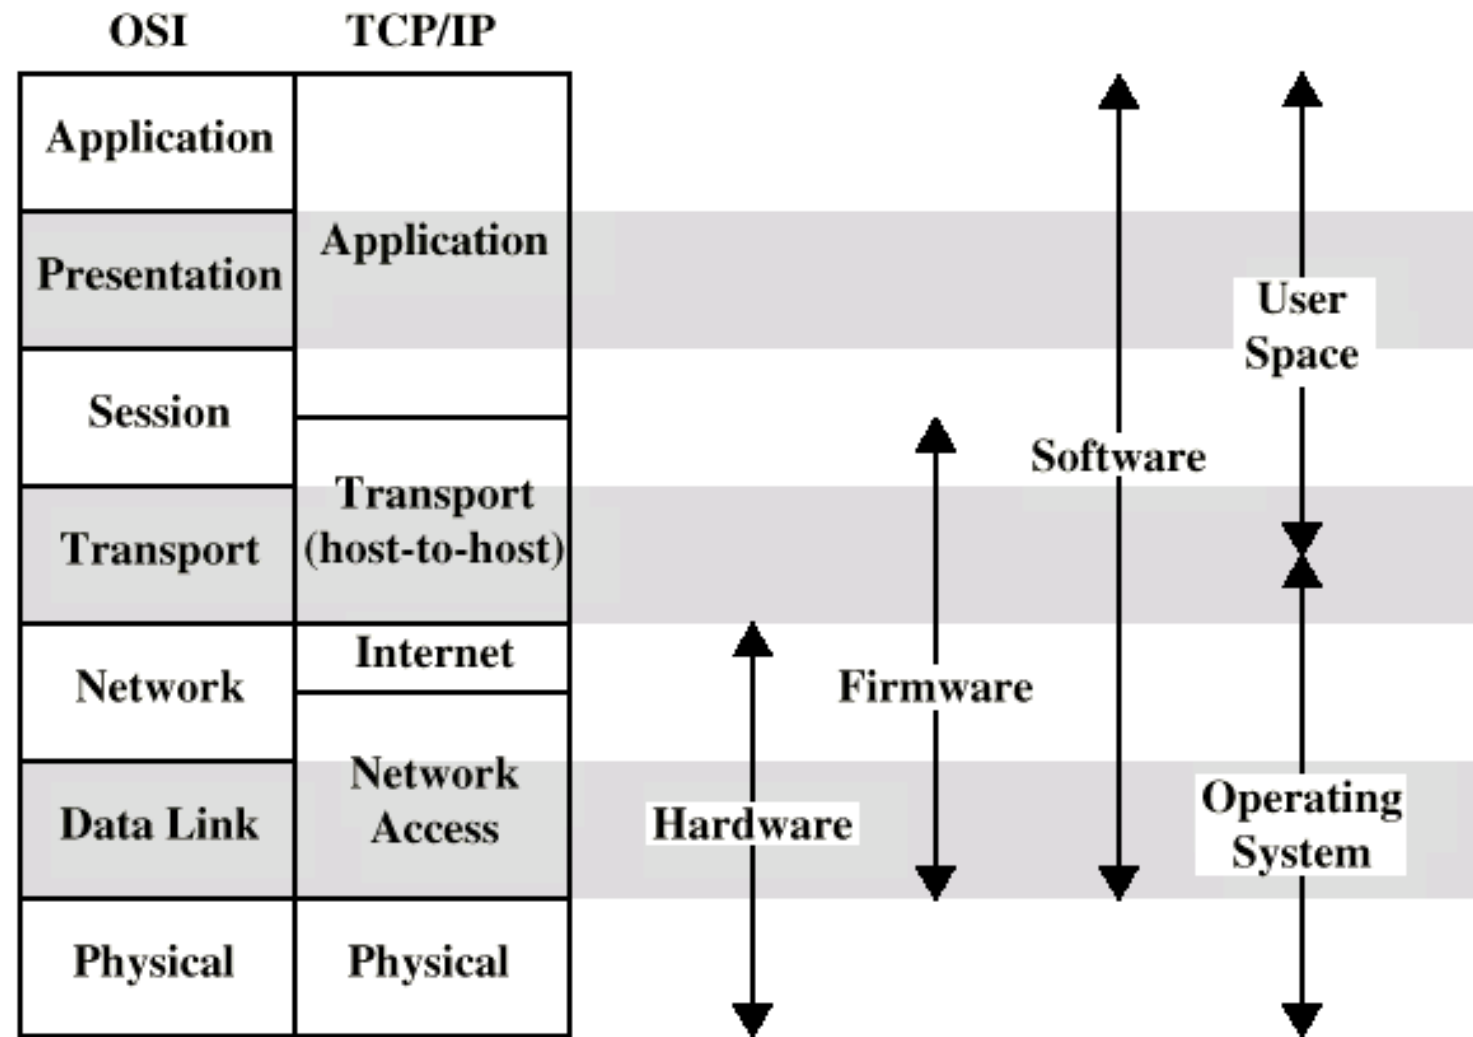 OSI
TCP/IP
Application
Presentation
Session
Transport
Network
Data Link
Physical
Application
Transport
(host-to-host)
Internet
Network
Access
Physical
Hardware
Firmware
Software
User
Space
Operating
System